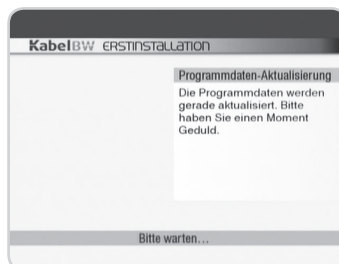 KabelBW ERSTINSTALLATION
Programmdaten-Aktualisierung
Die Programmdaten werden
gerade aktualisiert. Bitte
haben Sie einen Moment
Geduld.
Bitte warten...